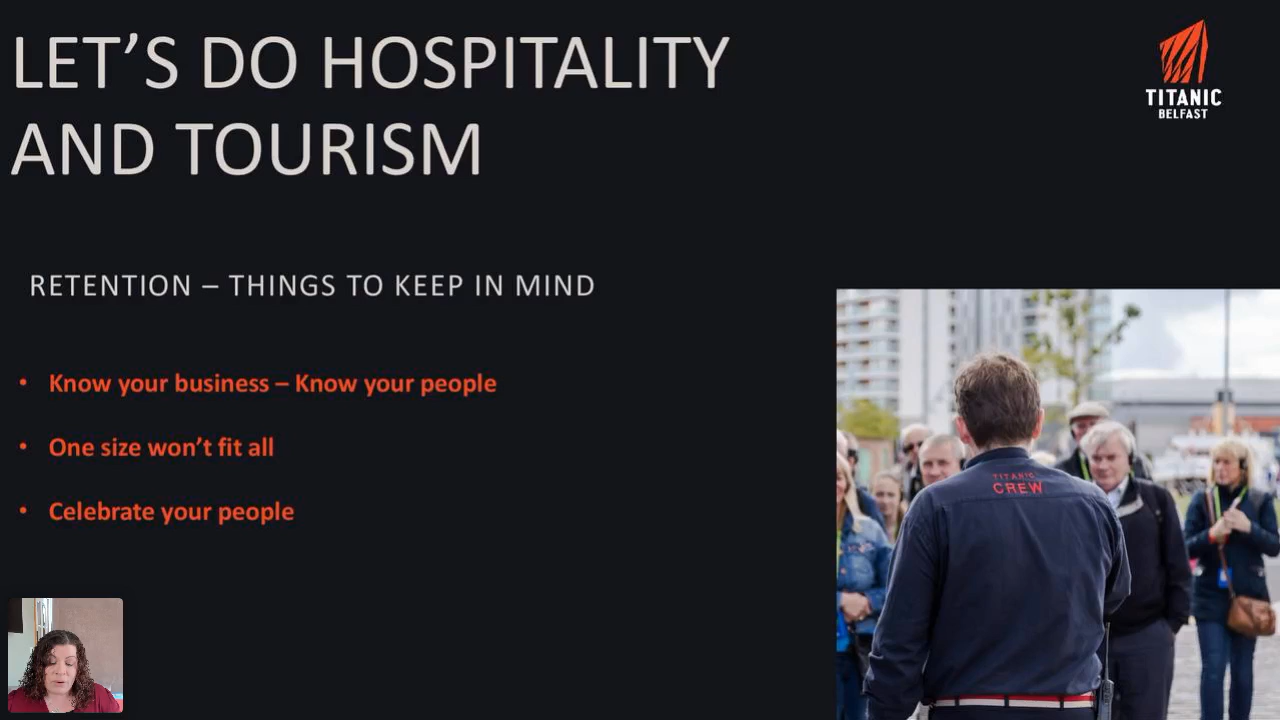 LET’S DO HOSPITALITY
AND TOURISM
TITANIC
BELFAST
RETENTION – THINGS TO KEEP IN MIND
• Know your business – Know your people
• One size won’t fit all
• Celebrate your people
TITANIC
CREW